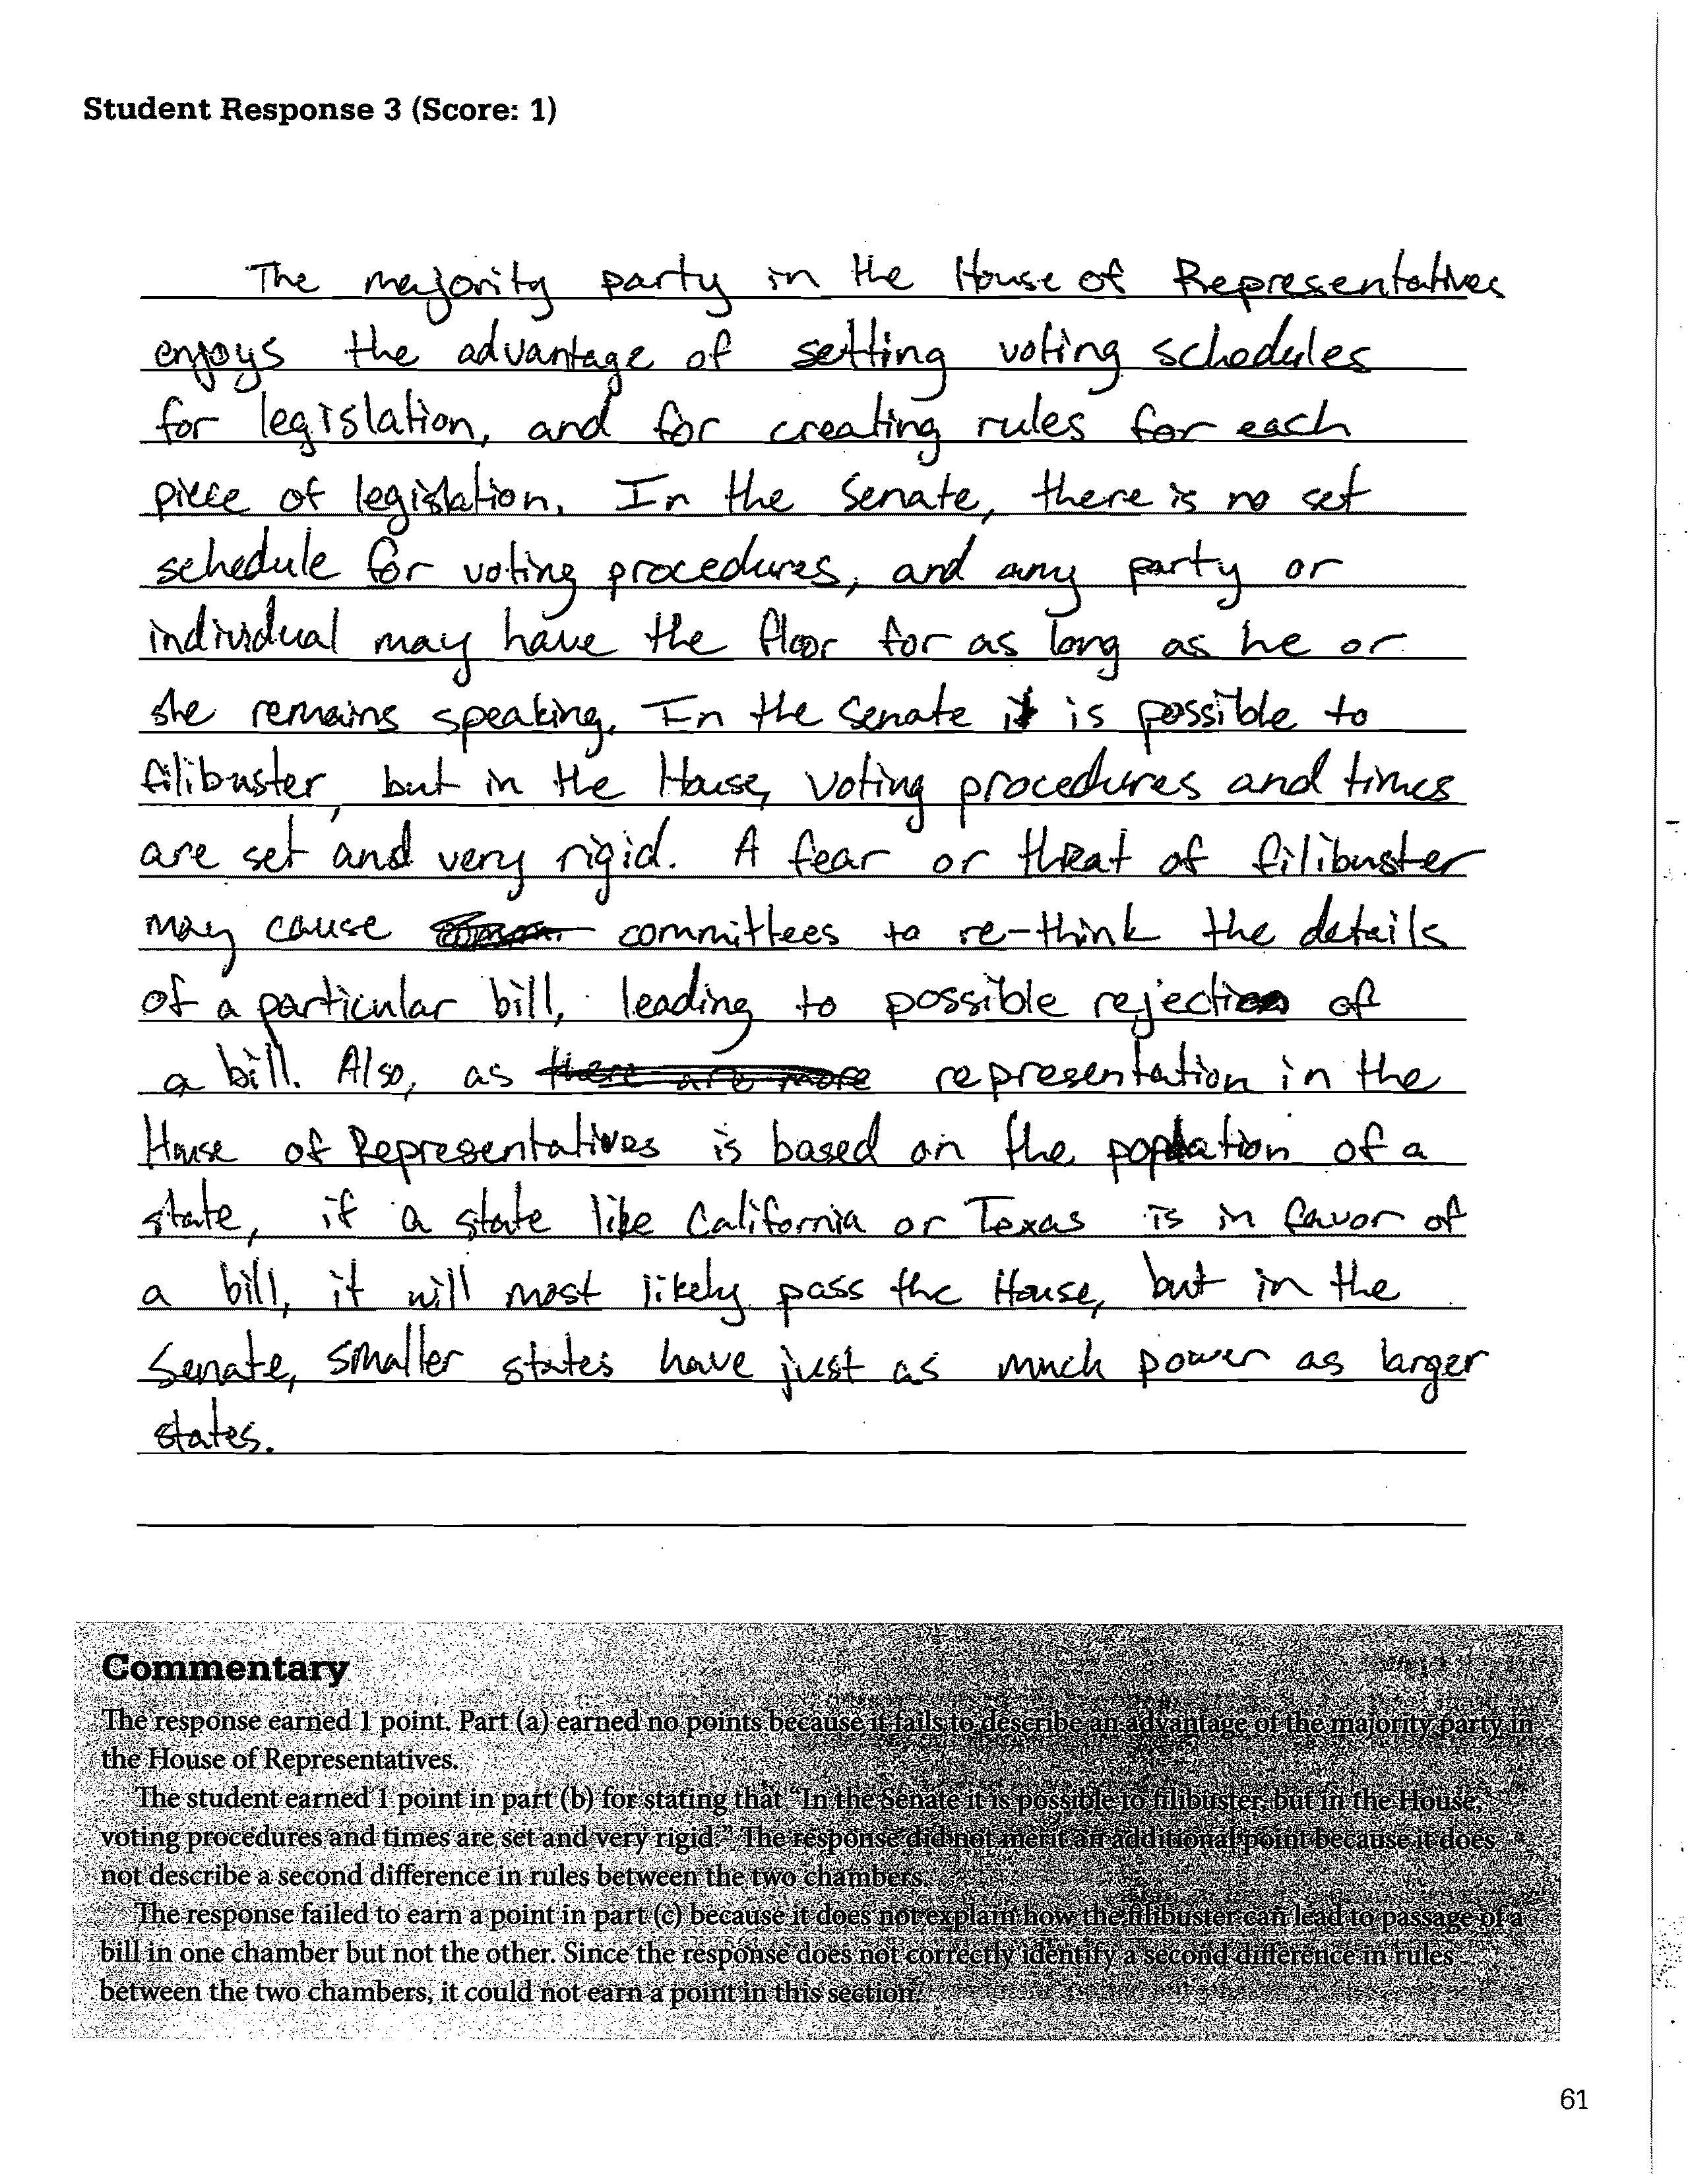 Student Response 3 (Score: 1)
The majority party in the House of Representatives
enjoys the advantage of setting voting schedules
for legislation, and for creating rules for each
piece of legislation. In the Senate, there is no set
schedule for voting procedures, and any party or
individual may have the floor for as long as he or
she remains speaking. In the Senate it is possible to
filibuster, but in the House, voting procedures and times
are set and very rigid. A fear or threat of filibuster
may cause committees to re-think the details
of a particular bill, leading to possible rejection of
a bill. Also, as there are more representation in the
House of Representatives is based on the population of a
state, if a state like California or Texas is in favor of
a bill, it will most likely pass the House, but in the
Senate, smaller states have just as much power as larger
states.
Commentary
The response earned 1 point. Part (a) earned no points because it fails to describe an advantage of the majority party in
the House of Representatives.
The student earned 1 point in part (b) for stating that “In the Senate it is possible to filibuster, but in the House,
voting procedures and times are set and very rigid.” The response did not merit an additional point because it does
not describe a second difference in rules between the two chambers.
The response failed to earn a point in part (c) because it does not explain how the filibuster can lead to passage of a
bill in one chamber but not the other. Since the response does not correctly identify a second difference in rules
between the two chambers, it could not earn a point in this section.
61